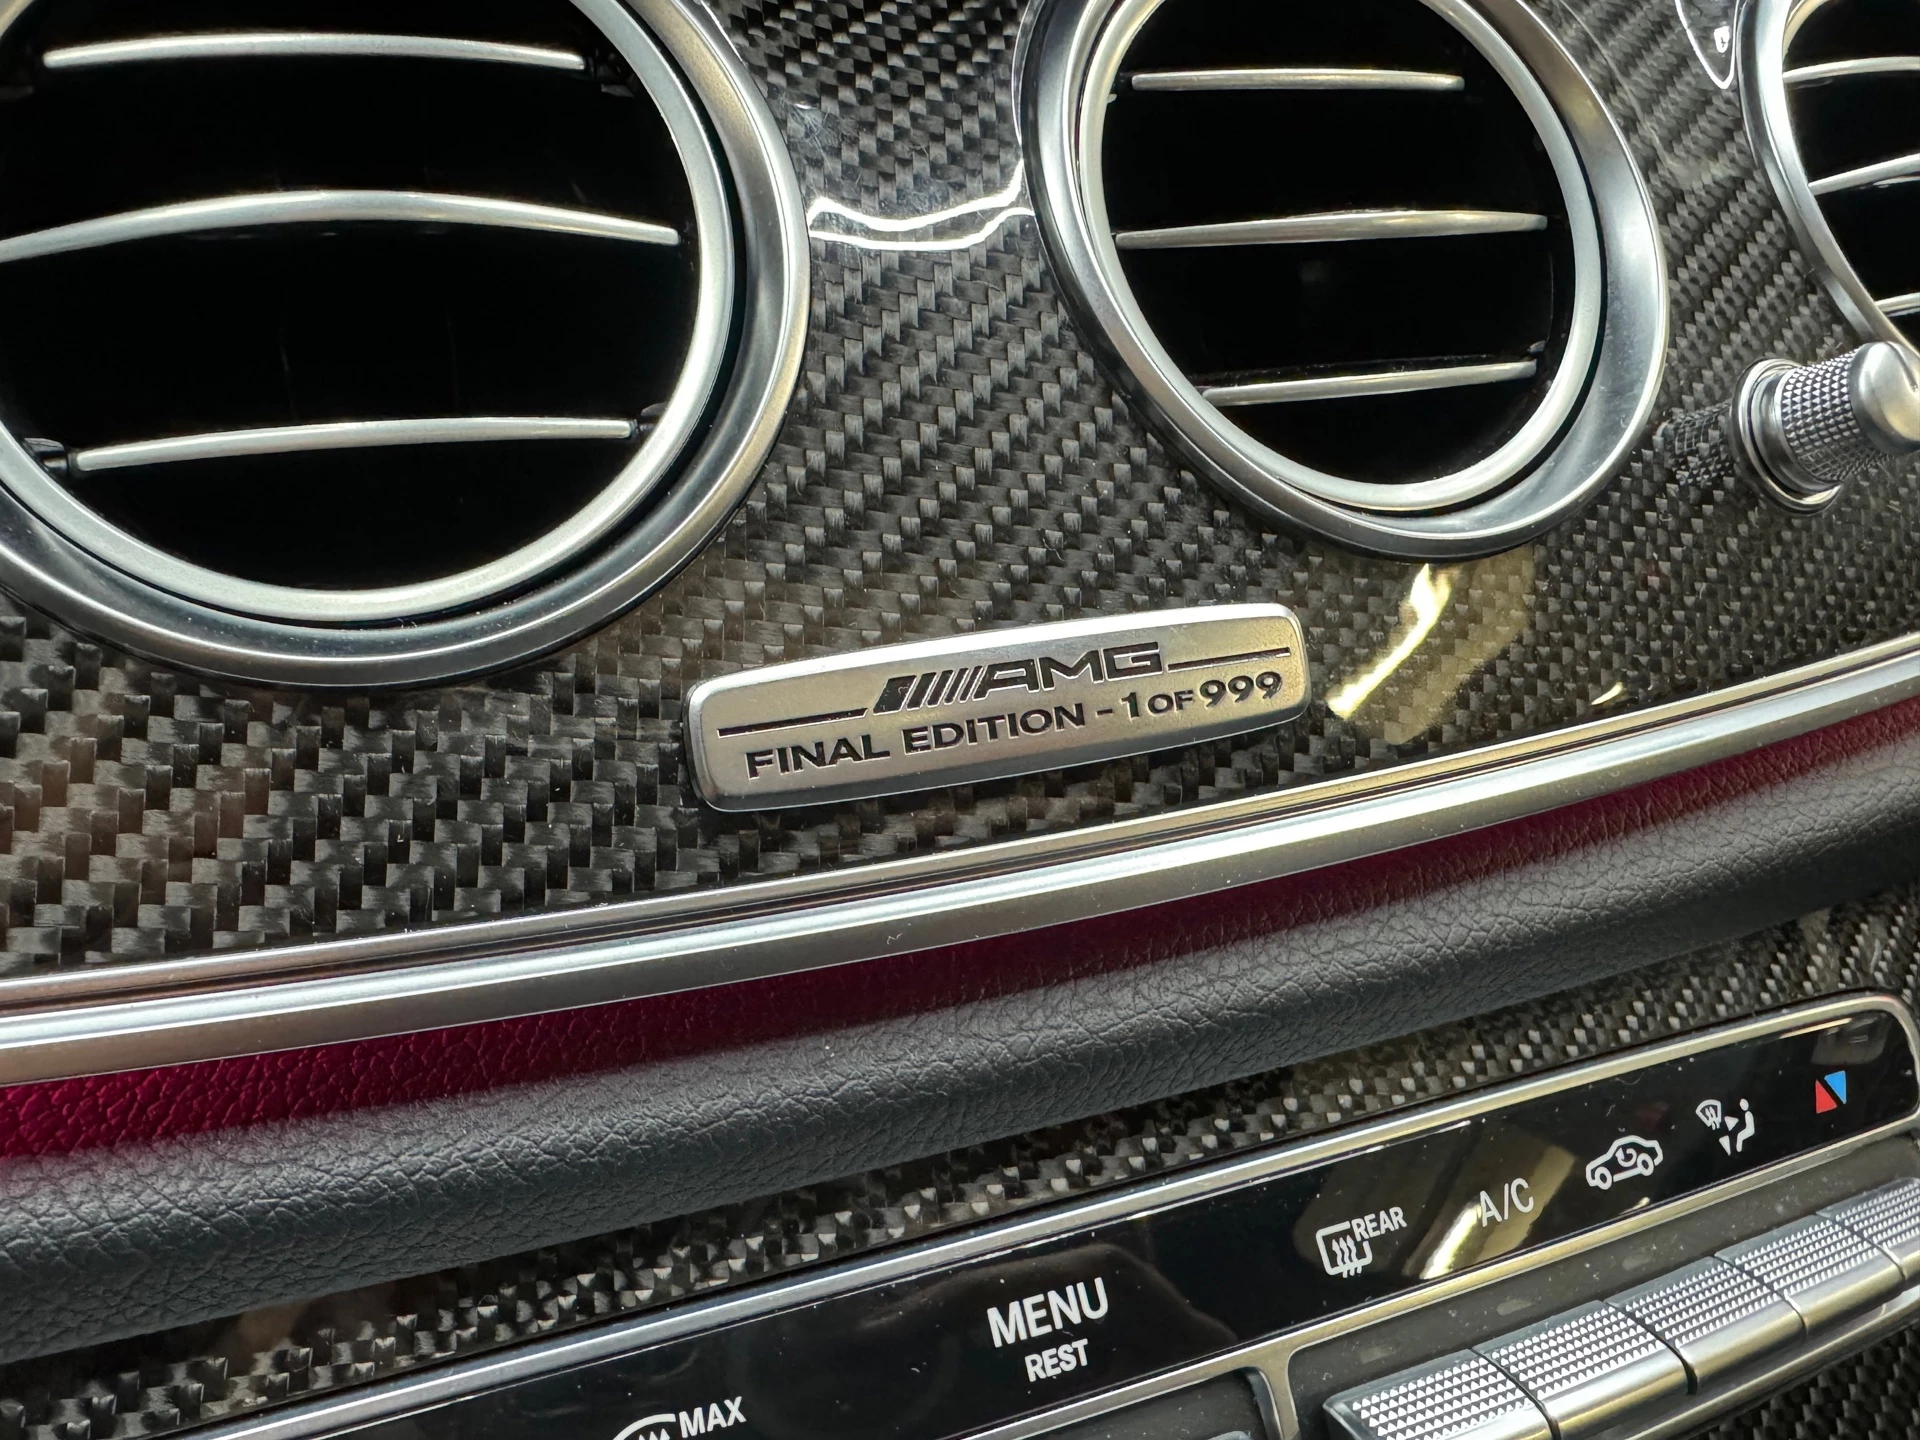 AMG
FINAL EDITION - 1 OF 999
REAR
A/C
MENU
REST
MAX